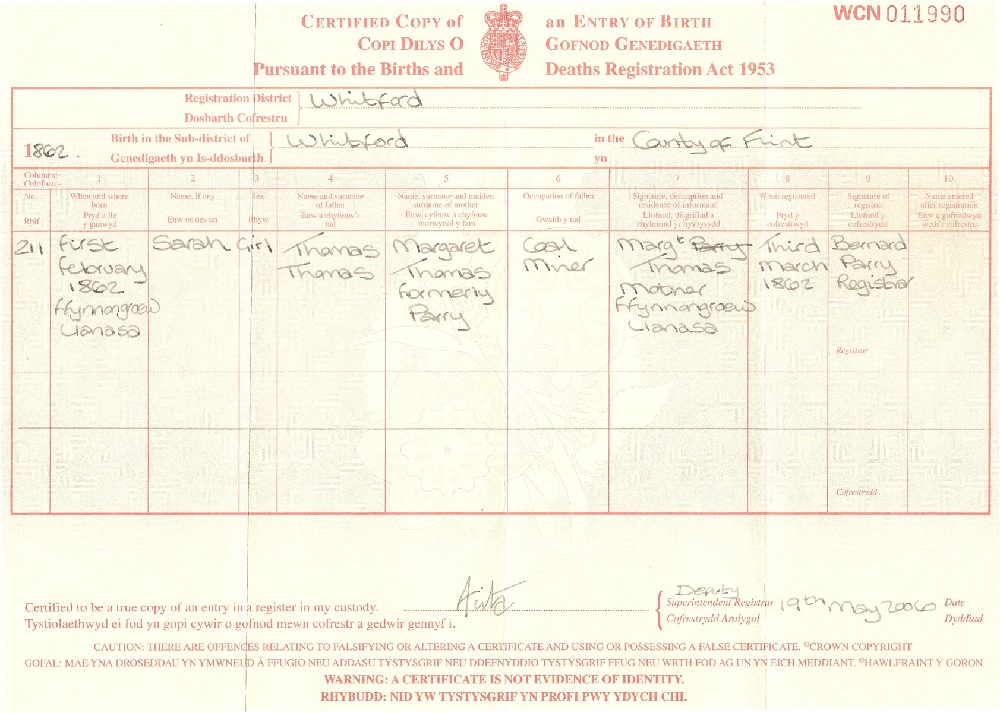 WCN 011990
CERTIFIED COPY of an ENTRY OF BIRTH
COPI DILYS O GOFNOD GENEDIGAETH
Pursuant to the Births and Deaths Registration Act 1953
Registration District Whitford
Dosbarth Cofrestru
1862. Birth in the Sub-district of Whitford in the County of Flint
Genedigaeth yn Is-ddosbarth yn
Columns:- 1 2 3 4 5 6 7 8 9 10
Colofnau:-
No. When and where born Name, if any Sex Name and surname of father Name, surname and maiden surname of mother Occupation of father Signature, description and residence of informant When registered Signature of registrar Name entered after registration
Rhif Pryd a lle y ganwyd Enw os oes un Rhyw Enw a chyfenw'r tad Enw, cyfenw a chyfenw morwynol y fam Gwaith y tad Llofnod, disgrifiad a chyfeiriad yr hysbysydd Pryd y cofrestrwyd Llofnod y cofrestrydd Enw a gofnodwyd wedi'r cofrestru
211 First Sarah Girl Thomas Margaret Coal Margt Parry Third Bernard
February Thomas Thomas Miner Thomas March Parry
1862 formerly Mother 1862 Registrar
Ffynnongroew Parry Ffynnongroew
Llanasa Llanasa
Registrar
Cofrestrydd
Deputy
Certified to be a true copy of an entry in a register in my custody. Superintendent Registrar 19th May 2006 Date
Tystiolaethwyd ei fod yn gopi cywir o gofnod mewn cofrestr a gedwir gennyf i. Cofrestrydd Arolygol Dyddiad
CAUTION: THERE ARE OFFENCES RELATING TO FALSIFYING OR ALTERING A CERTIFICATE AND USING OR POSSESSING A FALSE CERTIFICATE. ©CROWN COPYRIGHT
GOFAL: MAE YNA DROSEDDAU YN YMWNEUD Â FFUGIO NEU ADDASU TYSTYSGRIF NEU DDEFNYDDIO TYSTYSGRIF FFUG NEU WRTH FOD AG UN YN EICH MEDDIANT. ©HAWLFRAINT Y GORON
WARNING: A CERTIFICATE IS NOT EVIDENCE OF IDENTITY.
RHYBUDD: NID YW TYSTYSGRIF YN PROFI PWY YDYCH CHI.